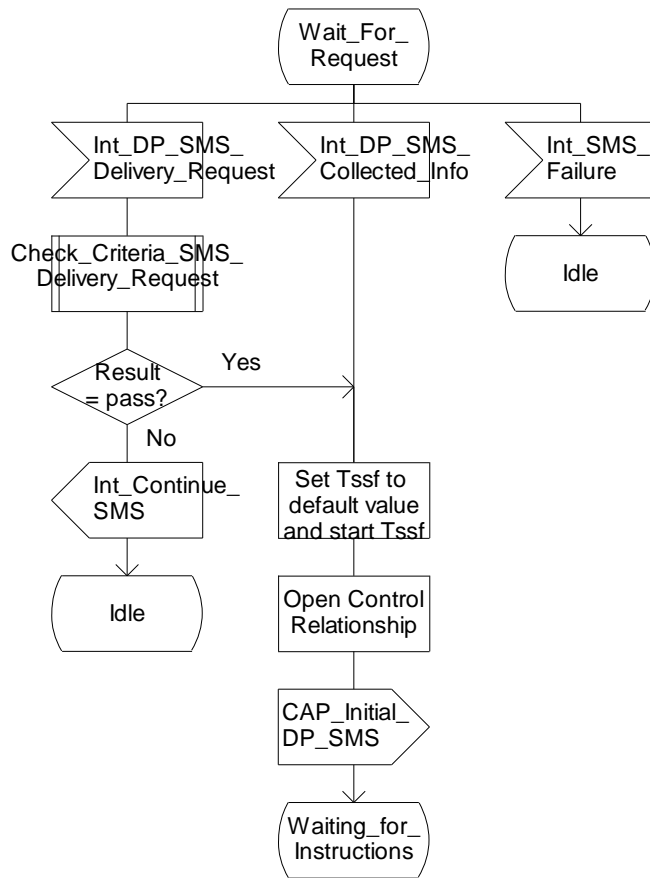 Wait_For_
Request
Int_DP_SMS_
Delivery_Request
Int_DP_SMS_
Collected_Info
Int_SMS_
Failure
Check_Criteria_SMS_
Delivery_Request
Idle
Result
= pass?
Yes
No
Int_Continue_
SMS
Set Tssf to
default value
and start Tssf
Idle
Open Control
Relationship
CAP_Initial_
DP_SMS
Waiting_for_
Instructions